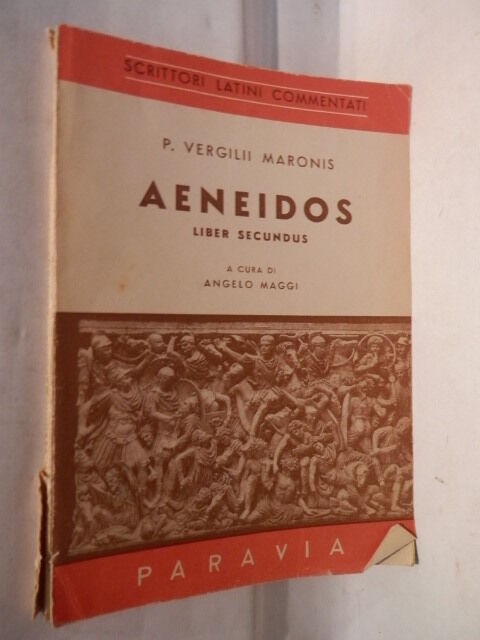 SCRITTORI LATINI COMMENTATI
P. VERGILII MARONIS
AENEIDOS
LIBER SECUNDUS
A CURA DI
ANGELO MAGGI
PARAVIA